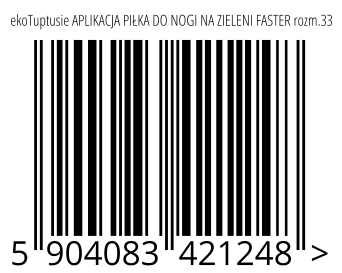 ekoTuptusie APLIKACJA PIŁKA DO NOGI NA ZIELENI FASTER rozm.33
5 904083 421248 >